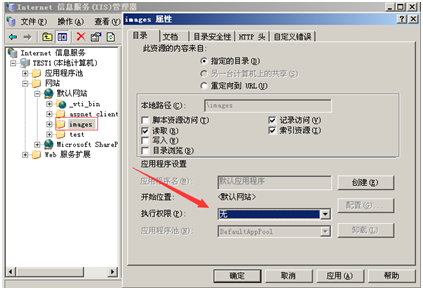 Internet 信息服务(IIS)管理器
文件(F) 操作(A) 查看(V)
Internet 信息服务
TEST1(本地计算机)
应用程序池
网站
默认网站
_vti_bin
aspnet_client
images
test
Microsoft SharePo
Web 服务扩展
images 属性
目录 文档 目录安全性 HTTP 头 自定义错误
此资源的内容来自:
指定的目录(D)
另一台计算机上的共享(S)
重定向到 URL(U)
本地路径(C): \images
脚本资源访问(T) 记录访问(V)
读取(R) 索引资源(I)
写入(W)
目录浏览(B)
应用程序设置
应用程序名(M): 默认应用程序 创建(E)
开始位置: <默认网站>
执行权限(P): 无 配置(G)...
应用程序池(N): DefaultAppPool 卸载(L)
确定 取消 应用(A) 帮助